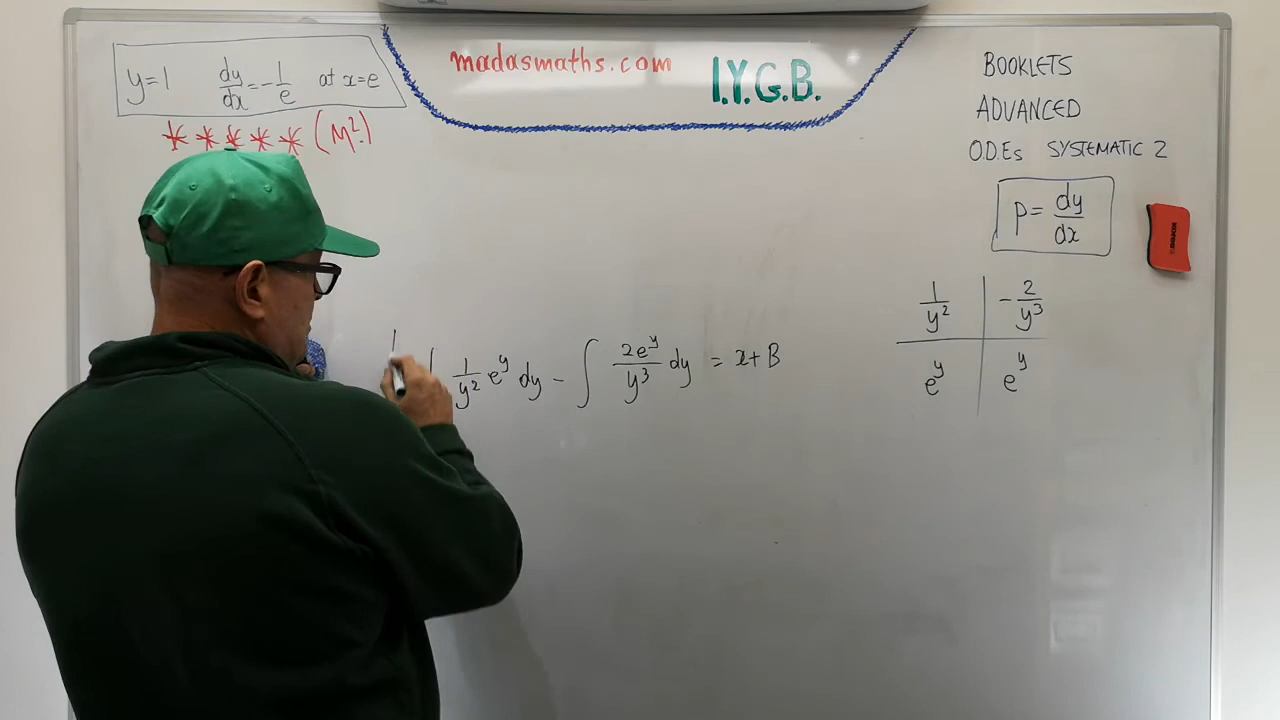 y=1 dy/dx=-1/e at x=e
***** (M²!)
madasmaths.com
I.Y.G.B.
BOOKLETS
ADVANCED
O.D.Es SYSTEMATIC 2
P= dy/dx
∫ 1/y² e^y dy - ∫ 2e^y/y³ dy = x+B
1/y² | -2/y³
e^y | e^y